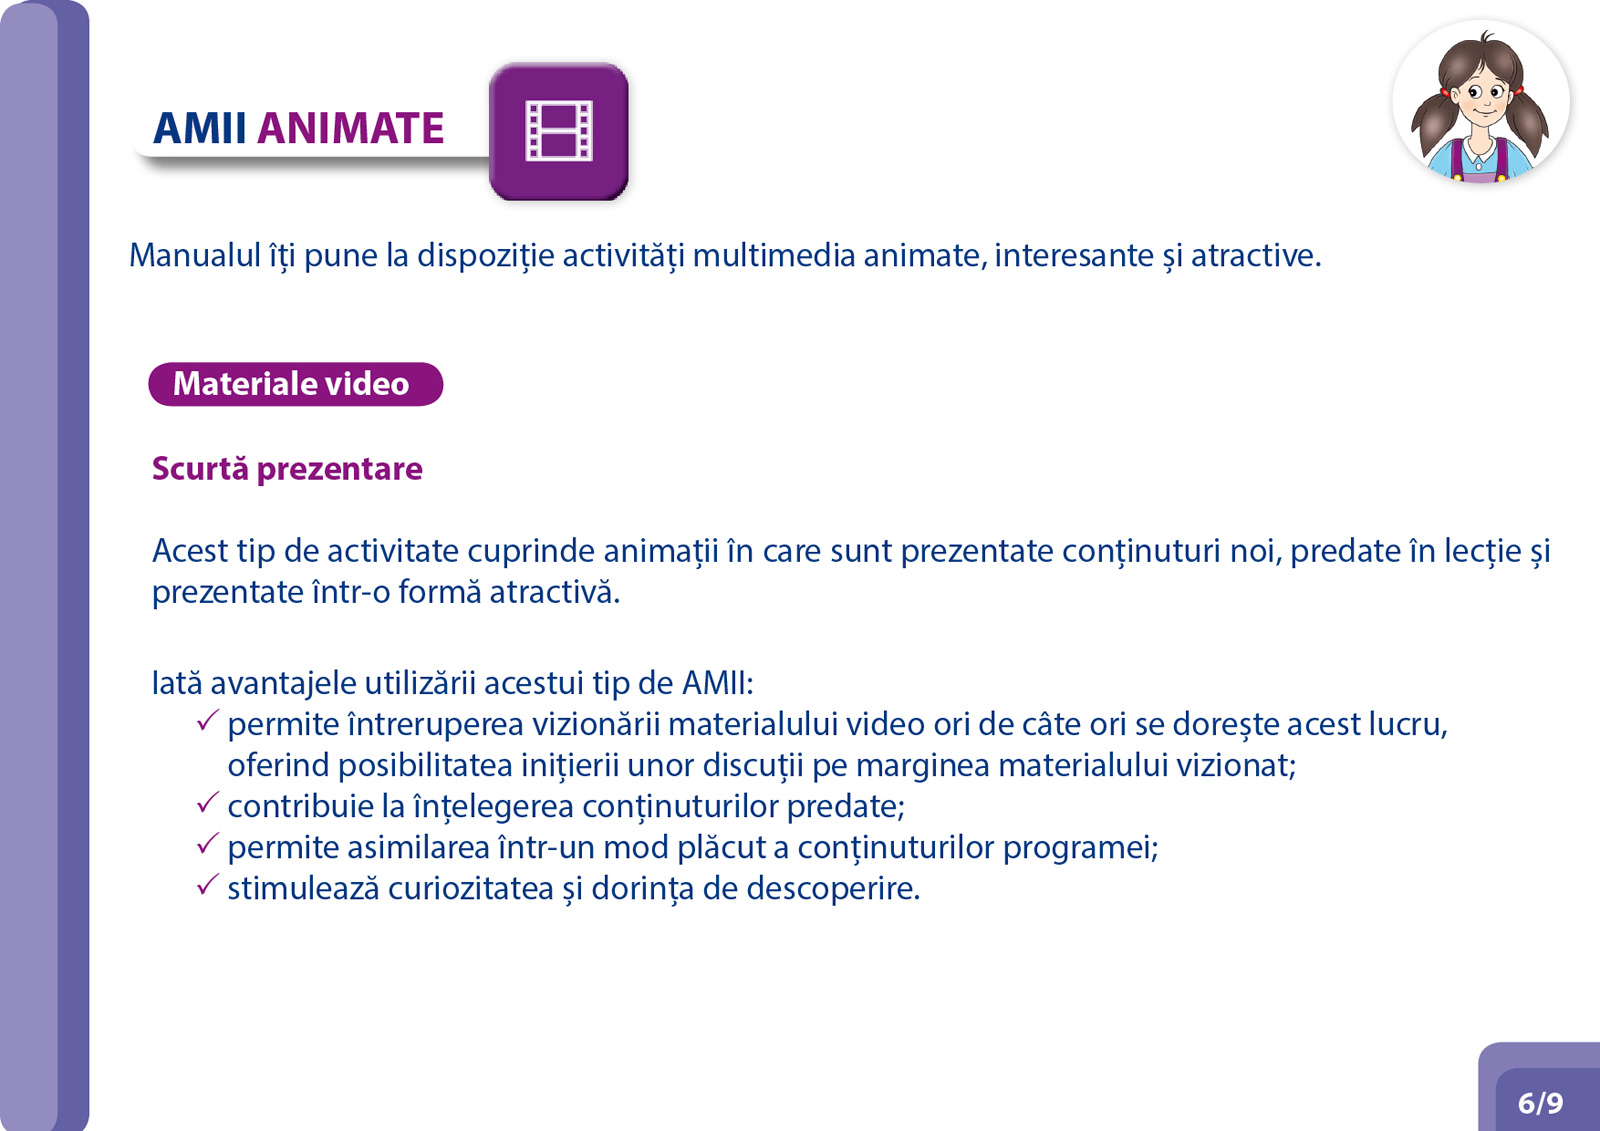 AMII ANIMATE
Manualul îți pune la dispoziție activități multimedia animate, interesante și atractive.
Materiale video
Scurtă prezentare
Acest tip de activitate cuprinde animații în care sunt prezentate conținuturi noi, predate în lecție și
prezentate într-o formă atractivă.
Iată avantajele utilizării acestui tip de AMII:
✓ permite întreruperea vizionării materialului video ori de câte ori se dorește acest lucru,
oferind posibilitatea inițierii unor discuții pe marginea materialului vizionat;
✓ contribuie la înțelegerea conținuturilor predate;
✓ permite asimilarea într-un mod plăcut a conținuturilor programei;
✓ stimulează curiozitatea și dorința de descoperire.
6/9